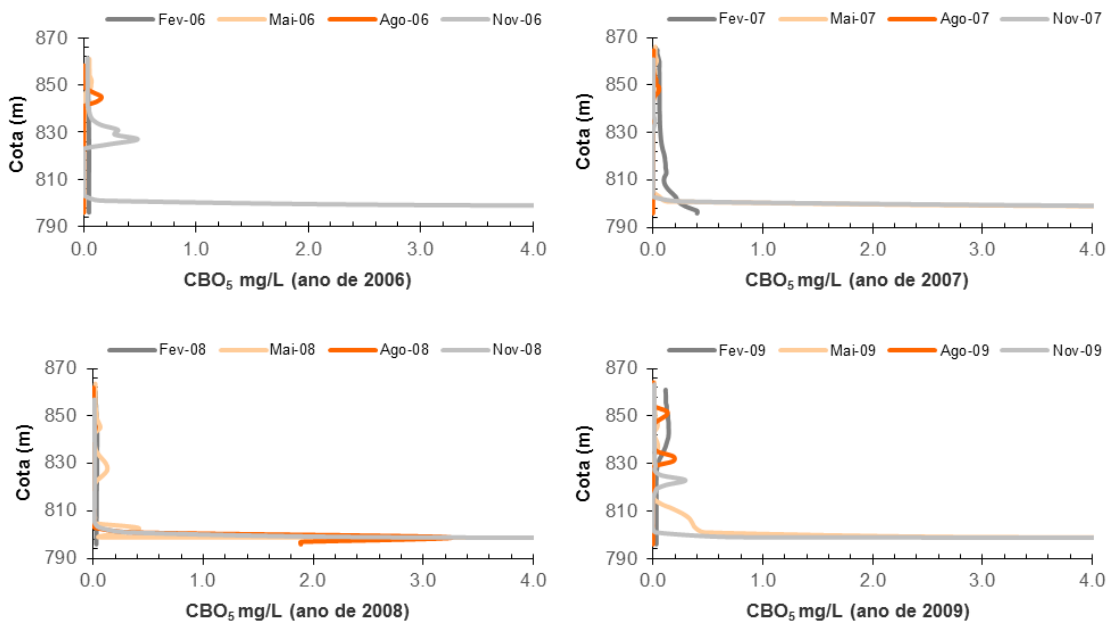 Fev-06 Mai-06 Ago-06 Nov-06
870
850
830
810
790
Cota (m)
0.0 1.0 2.0 3.0 4.0
CBO₅ mg/L (ano de 2006)
Fev-07 Mai-07 Ago-07 Nov-07
870
850
830
810
790
Cota (m)
0.0 1.0 2.0 3.0 4.0
CBO₅ mg/L (ano de 2007)
Fev-08 Mai-08 Ago-08 Nov-08
870
850
830
810
790
Cota (m)
0.0 1.0 2.0 3.0 4.0
CBO₅ mg/L (ano de 2008)
Fev-09 Mai-09 Ago-09 Nov-09
870
850
830
810
790
Cota (m)
0.0 1.0 2.0 3.0 4.0
CBO₅ mg/L (ano de 2009)